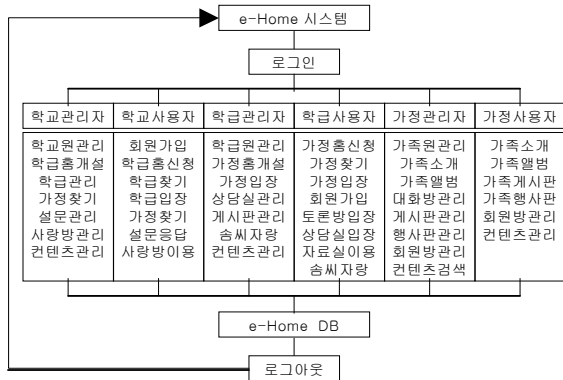 e-Home 시스템
로그인
학교관리자 학교사용자 학급관리자 학급사용자 가정관리자 가정사용자
학교원관리 회원가입 학급원관리 가정홈신청 가족원관리 가족소개
학급홈개설 학급홈신청 가정홈개설 가정찾기 가족소개 가족앨범
학급관리 학급찾기 가정입장 가정입장 가족앨범 가족게시판
가정찾기 학급입장 상담실관리 회원가입 대화방관리 가족행사판
설문관리 가정찾기 게시판관리 토론방입장 게시판관리 회원방관리
사랑방관리 설문응답 솜씨자랑 상담실입장 행사판관리 컨텐츠관리
컨텐츠관리 사랑방이용 컨텐츠관리 자료실이용 회원방관리
솜씨자랑 컨텐츠검색
e-Home DB
로그아웃